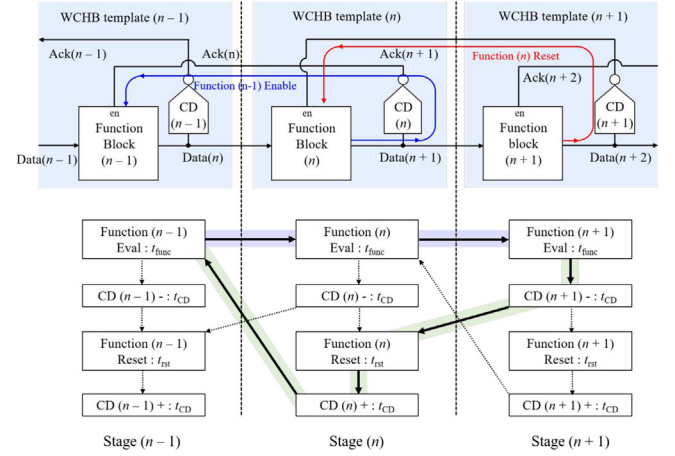 WCHB template (n – 1)
WCHB template (n)
WCHB template (n + 1)
Ack(n – 1)
Ack(n)
Ack(n + 1)
Function (n) Reset
Ack(n + 2)
Function (n-1) Enable
en
Function
Block
(n – 1)
CD
(n – 1)
en
Function
Block
(n)
CD
(n)
en
Function
block
(n + 1)
CD
(n + 1)
Data(n – 1)
Data(n)
Data(n + 1)
Data(n + 2)
Function (n – 1)
Eval : tfunc
Function (n)
Eval : tfunc
Function (n + 1)
Eval : tfunc
CD (n – 1) - : tCD
CD (n) - : tCD
CD (n + 1) - : tCD
Function (n – 1)
Reset : trst
Function (n)
Reset : trst
Function (n + 1)
Reset : trst
CD (n – 1) + : tCD
CD (n) + : tCD
CD (n + 1) + : tCD
Stage (n – 1)
Stage (n)
Stage (n + 1)